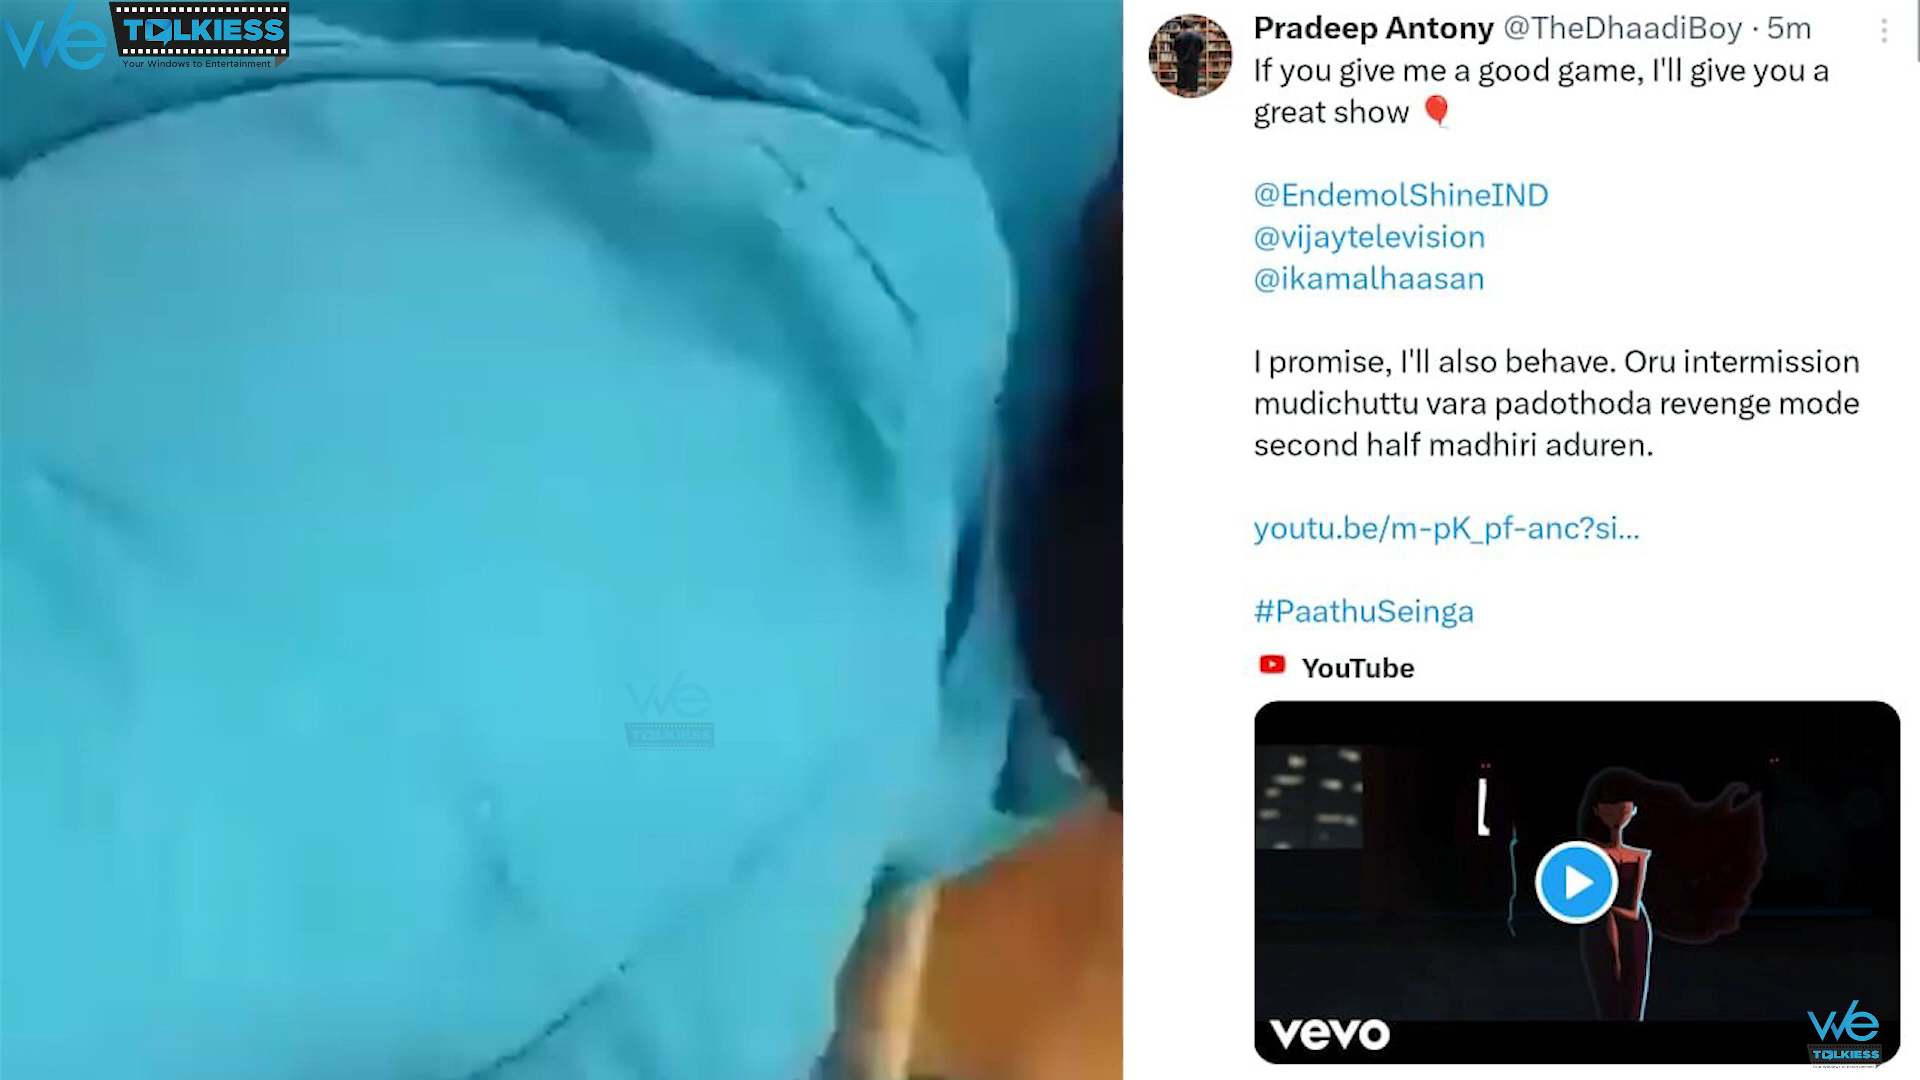 we
TALKIESS
Your Windows to Entertainment
Pradeep Antony @TheDhaadiBoy · 5m
If you give me a good game, I'll give you a
great show 🎈
@EndemolShineIND
@vijaytelevision
@ikamalhaasan
I promise, I'll also behave. Oru intermission
mudichuttu vara padothoda revenge mode
second half madhiri aduren.
youtu.be/m-pK_pf-anc?si...
#PaathuSeinga
YouTube
we
TALKIESS
vevo
we
TALKIESS